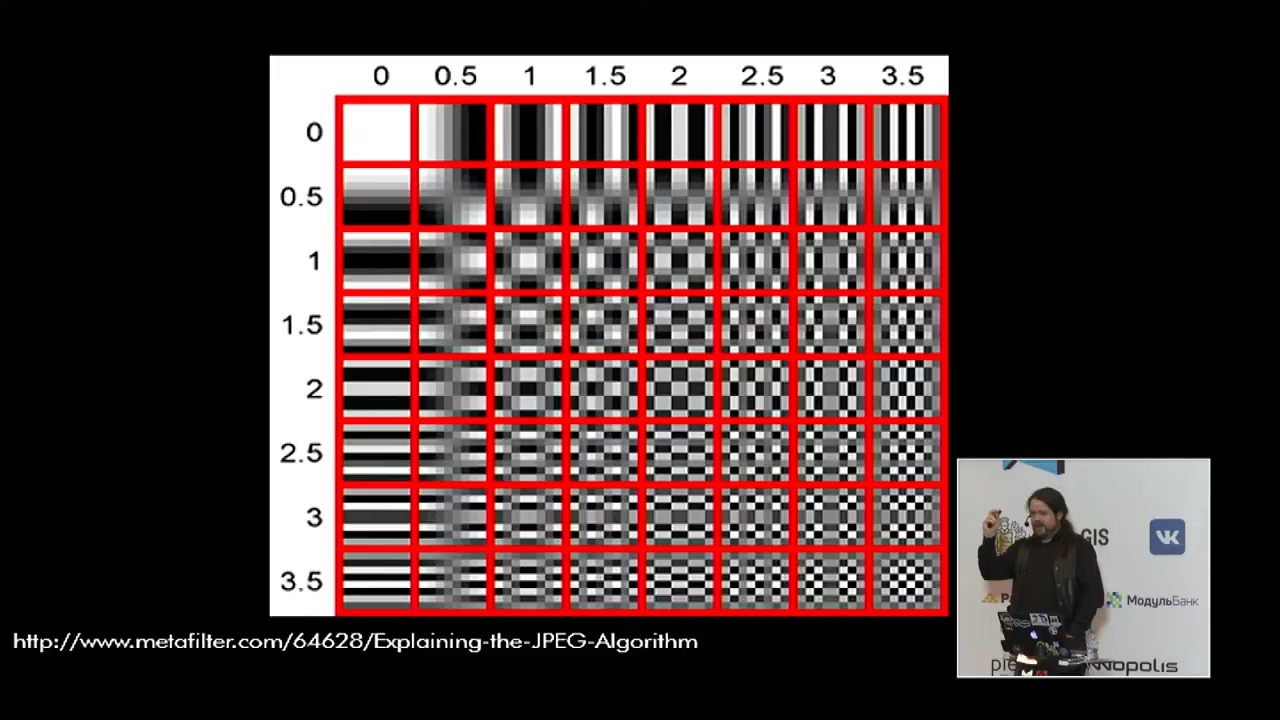 0 0.5 1 1.5 2 2.5 3 3.5
0
0.5
1
1.5
2
2.5
3
3.5
GIS
МодульБанк
http://www.metafilter.com/64628/Explaining-the-JPEG-Algorithm